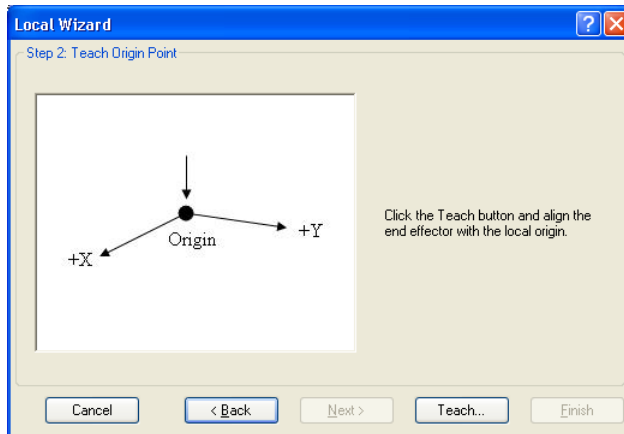 Local Wizard
Step 2: Teach Origin Point
Origin
+X
+Y
Click the Teach button and align the
end effector with the local origin.
Cancel
< Back
Next >
Teach...
Finish